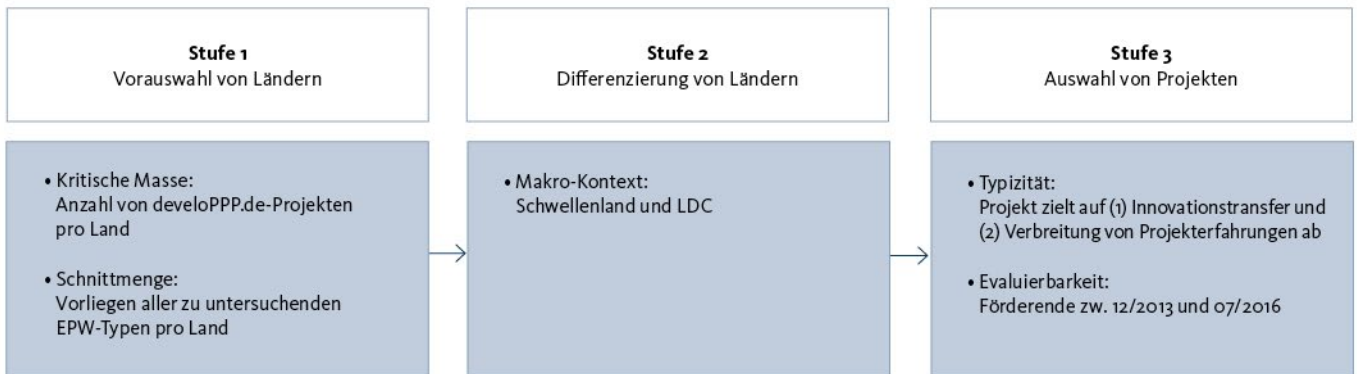 Stufe 1
Vorauswahl von Ländern
Stufe 2
Differenzierung von Ländern
Stufe 3
Auswahl von Projekten
• Kritische Masse:
Anzahl von develoPPP.de-Projekten
pro Land
• Schnittmenge:
Vorliegen aller zu untersuchenden
EPW-Typen pro Land
• Makro-Kontext:
Schwellenland und LDC
• Typizität:
Projekt zielt auf (1) Innovationstransfer und
(2) Verbreitung von Projekterfahrungen ab
• Evaluierbarkeit:
Förderende zw. 12/2013 und 07/2016